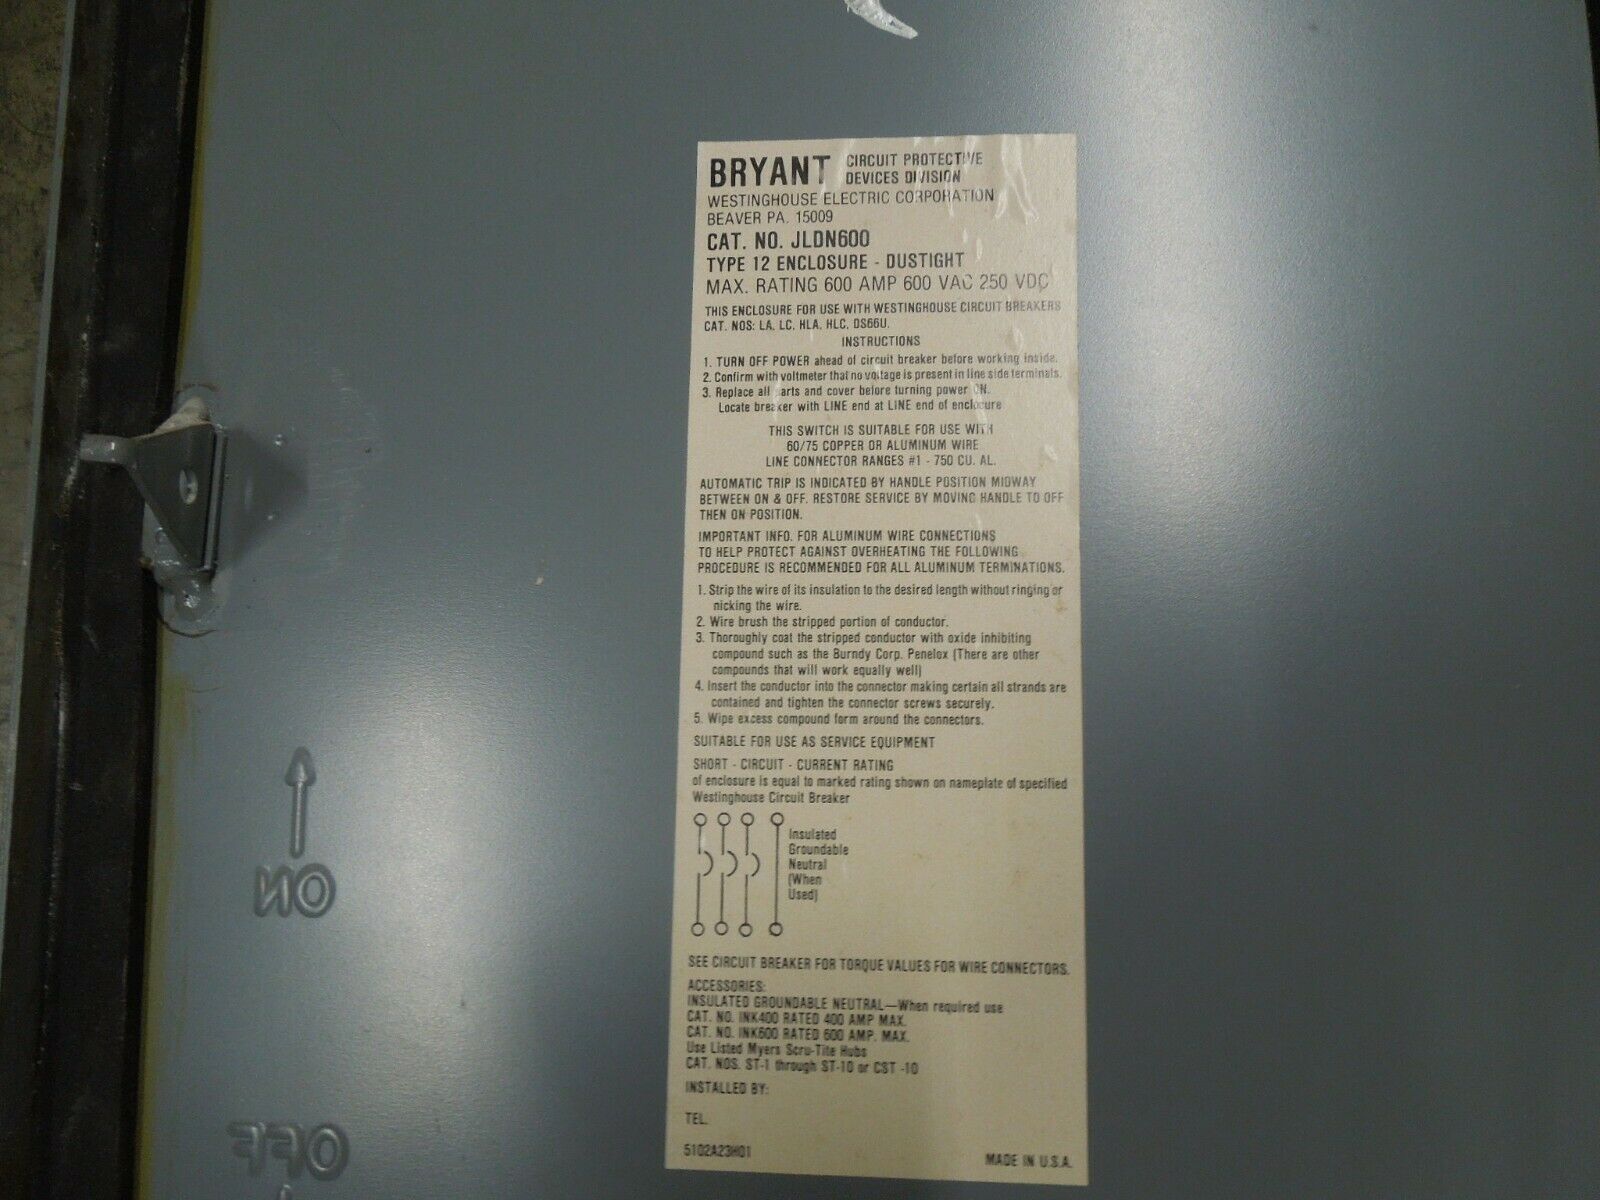 BRYANT CIRCUIT PROTECTIVE
DEVICES DIVISION
WESTINGHOUSE ELECTRIC CORPORATION
BEAVER PA. 15009
CAT. NO. JLDN600
TYPE 12 ENCLOSURE - DUSTIGHT
MAX. RATING 600 AMP 600 VAC 250 VDC
THIS ENCLOSURE FOR USE WITH WESTINGHOUSE CIRCUIT BREAKERS
CAT. NOS: LA, LC, HLA, HLC, DS66U.
INSTRUCTIONS
1. TURN OFF POWER ahead of circuit breaker before working inside.
2. Confirm with voltmeter that no voltage is present in line side terminals.
3. Replace all parts and cover before turning power ON.
Locate breaker with LINE end at LINE end of enclosure
THIS SWITCH IS SUITABLE FOR USE WITH
60/75 COPPER OR ALUMINUM WIRE
LINE CONNECTOR RANGES #1 - 750 CU. AL.
AUTOMATIC TRIP IS INDICATED BY HANDLE POSITION MIDWAY
BETWEEN ON & OFF. RESTORE SERVICE BY MOVING HANDLE TO OFF
THEN ON POSITION.
IMPORTANT INFO. FOR ALUMINUM WIRE CONNECTIONS
TO HELP PROTECT AGAINST OVERHEATING THE FOLLOWING
PROCEDURE IS RECOMMENDED FOR ALL ALUMINUM TERMINATIONS.
1. Strip the wire of its insulation to the desired length without ringing or
nicking the wire.
2. Wire brush the stripped portion of conductor.
3. Thoroughly coat the stripped conductor with oxide inhibiting
compound such as the Burndy Corp. Penelox (There are other
compounds that will work equally well)
4. Insert the conductor into the connector making certain all strands are
contained and tighten the connector screws securely.
5. Wipe excess compound form around the connectors.
SUITABLE FOR USE AS SERVICE EQUIPMENT
SHORT - CIRCUIT - CURRENT RATING
of enclosure is equal to marked rating shown on nameplate of specified
Westinghouse Circuit Breaker
Insulated
Groundable
Neutral
(When
Used)
SEE CIRCUIT BREAKER FOR TORQUE VALUES FOR WIRE CONNECTORS.
ACCESSORIES:
INSULATED GROUNDABLE NEUTRAL—When required use
CAT. NO. INK400 RATED 400 AMP MAX.
CAT. NO. INK600 RATED 600 AMP. MAX.
Use Listed Myers Scru-Tite Hubs
CAT. NOS. ST-1 through ST-10 or CST -10
INSTALLED BY:
TEL.
5102A23H01 MADE IN U.S.A.
ON
OFF